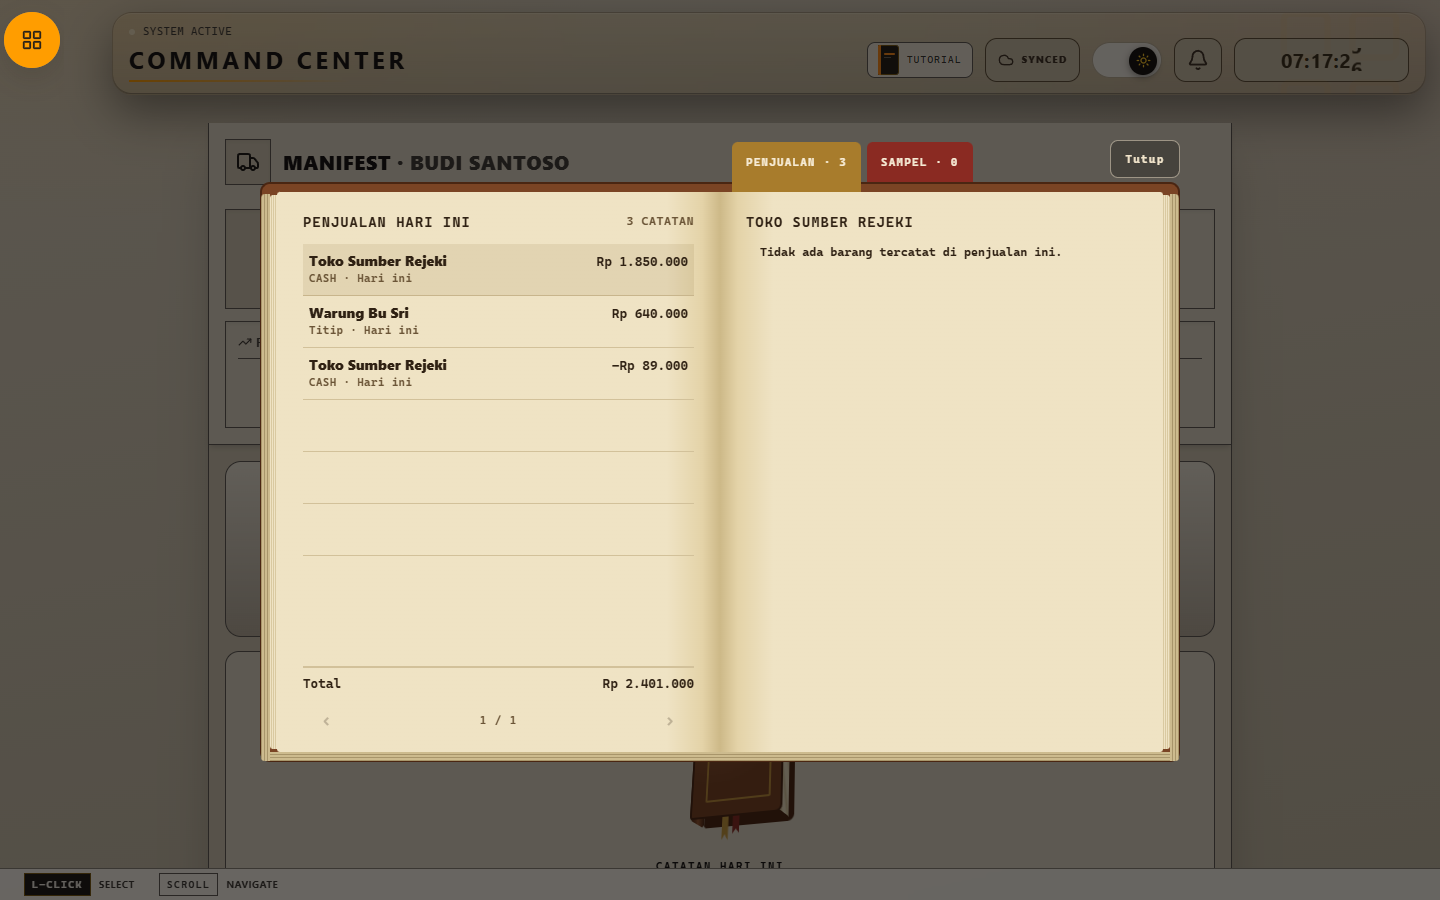 SYSTEM ACTIVE
COMMAND CENTER
TUTORIAL
SYNCED
07:17:2
MANIFEST · BUDI SANTOSO
PENJUALAN · 3
SAMPEL · 0
Tutup
PENJUALAN HARI INI
3 CATATAN
Toko Sumber Rejeki
Rp 1.850.000
CASH · Hari ini
Warung Bu Sri
Rp 640.000
Titip · Hari ini
Toko Sumber Rejeki
−Rp 89.000
CASH · Hari ini
Total
Rp 2.401.000
‹
1 / 1
›
TOKO SUMBER REJEKI
Tidak ada barang tercatat di penjualan ini.
CATATAN HARI INI
L-CLICK
SELECT
SCROLL
NAVIGATE